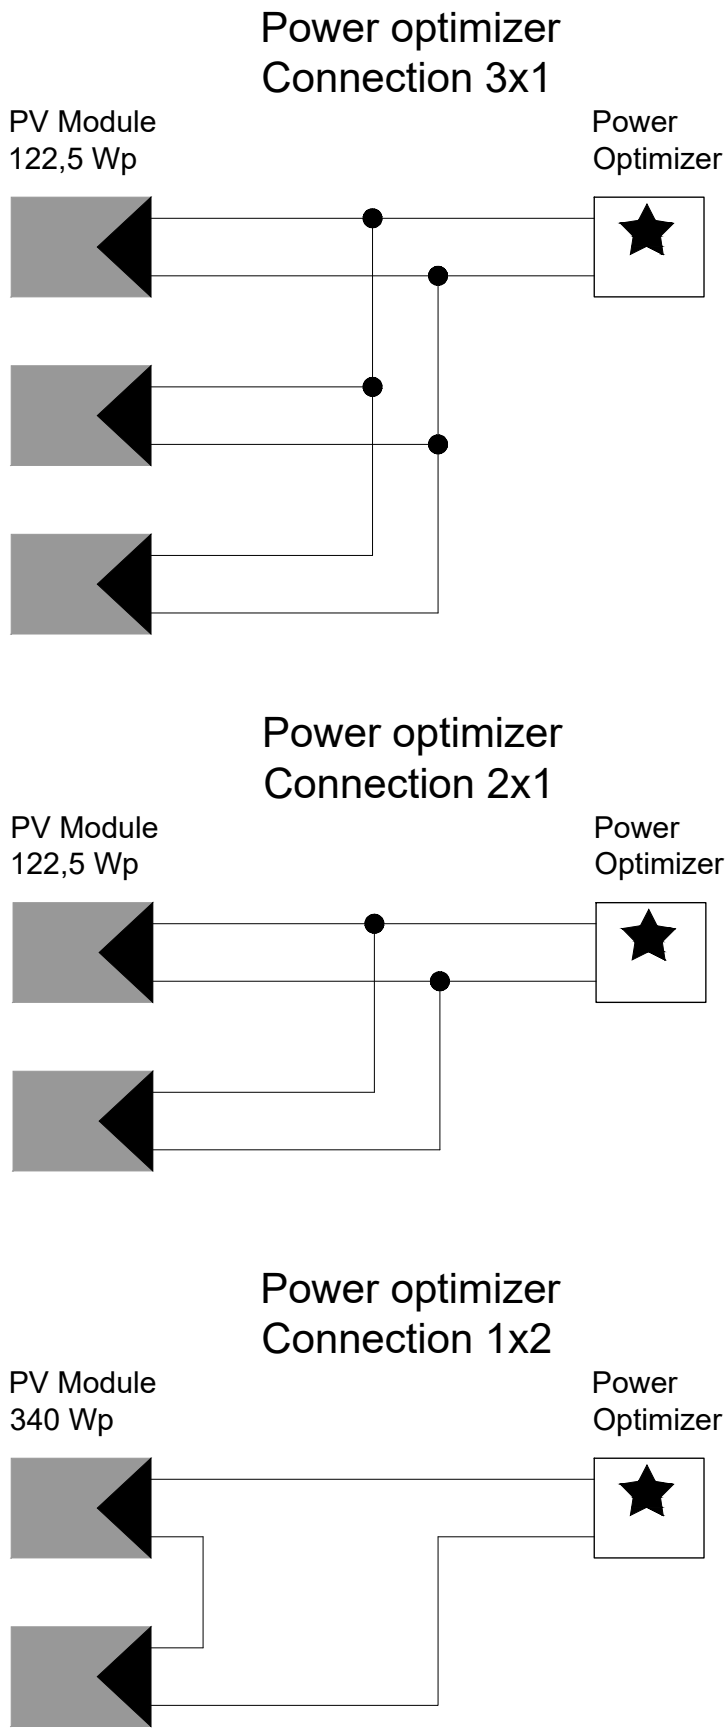 Power optimizer
Connection 3x1
PV Module
122,5 Wp
Power
Optimizer
Power optimizer
Connection 2x1
PV Module
122,5 Wp
Power
Optimizer
Power optimizer
Connection 1x2
PV Module
340 Wp
Power
Optimizer